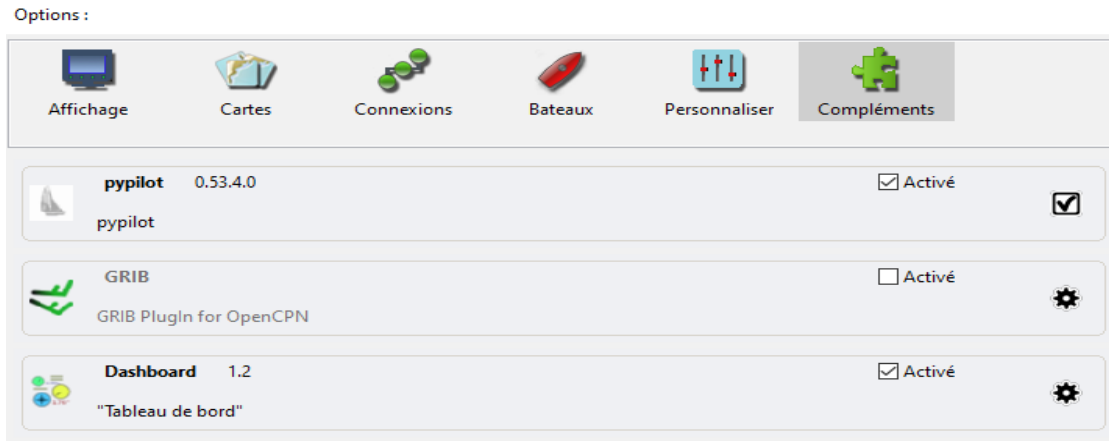 Options :
Affichage Cartes Connexions Bateaux Personnaliser Compléments
pypilot 0.53.4.0 Activé
pypilot
GRIB Activé
GRIB PlugIn for OpenCPN
Dashboard 1.2 Activé
"Tableau de bord"